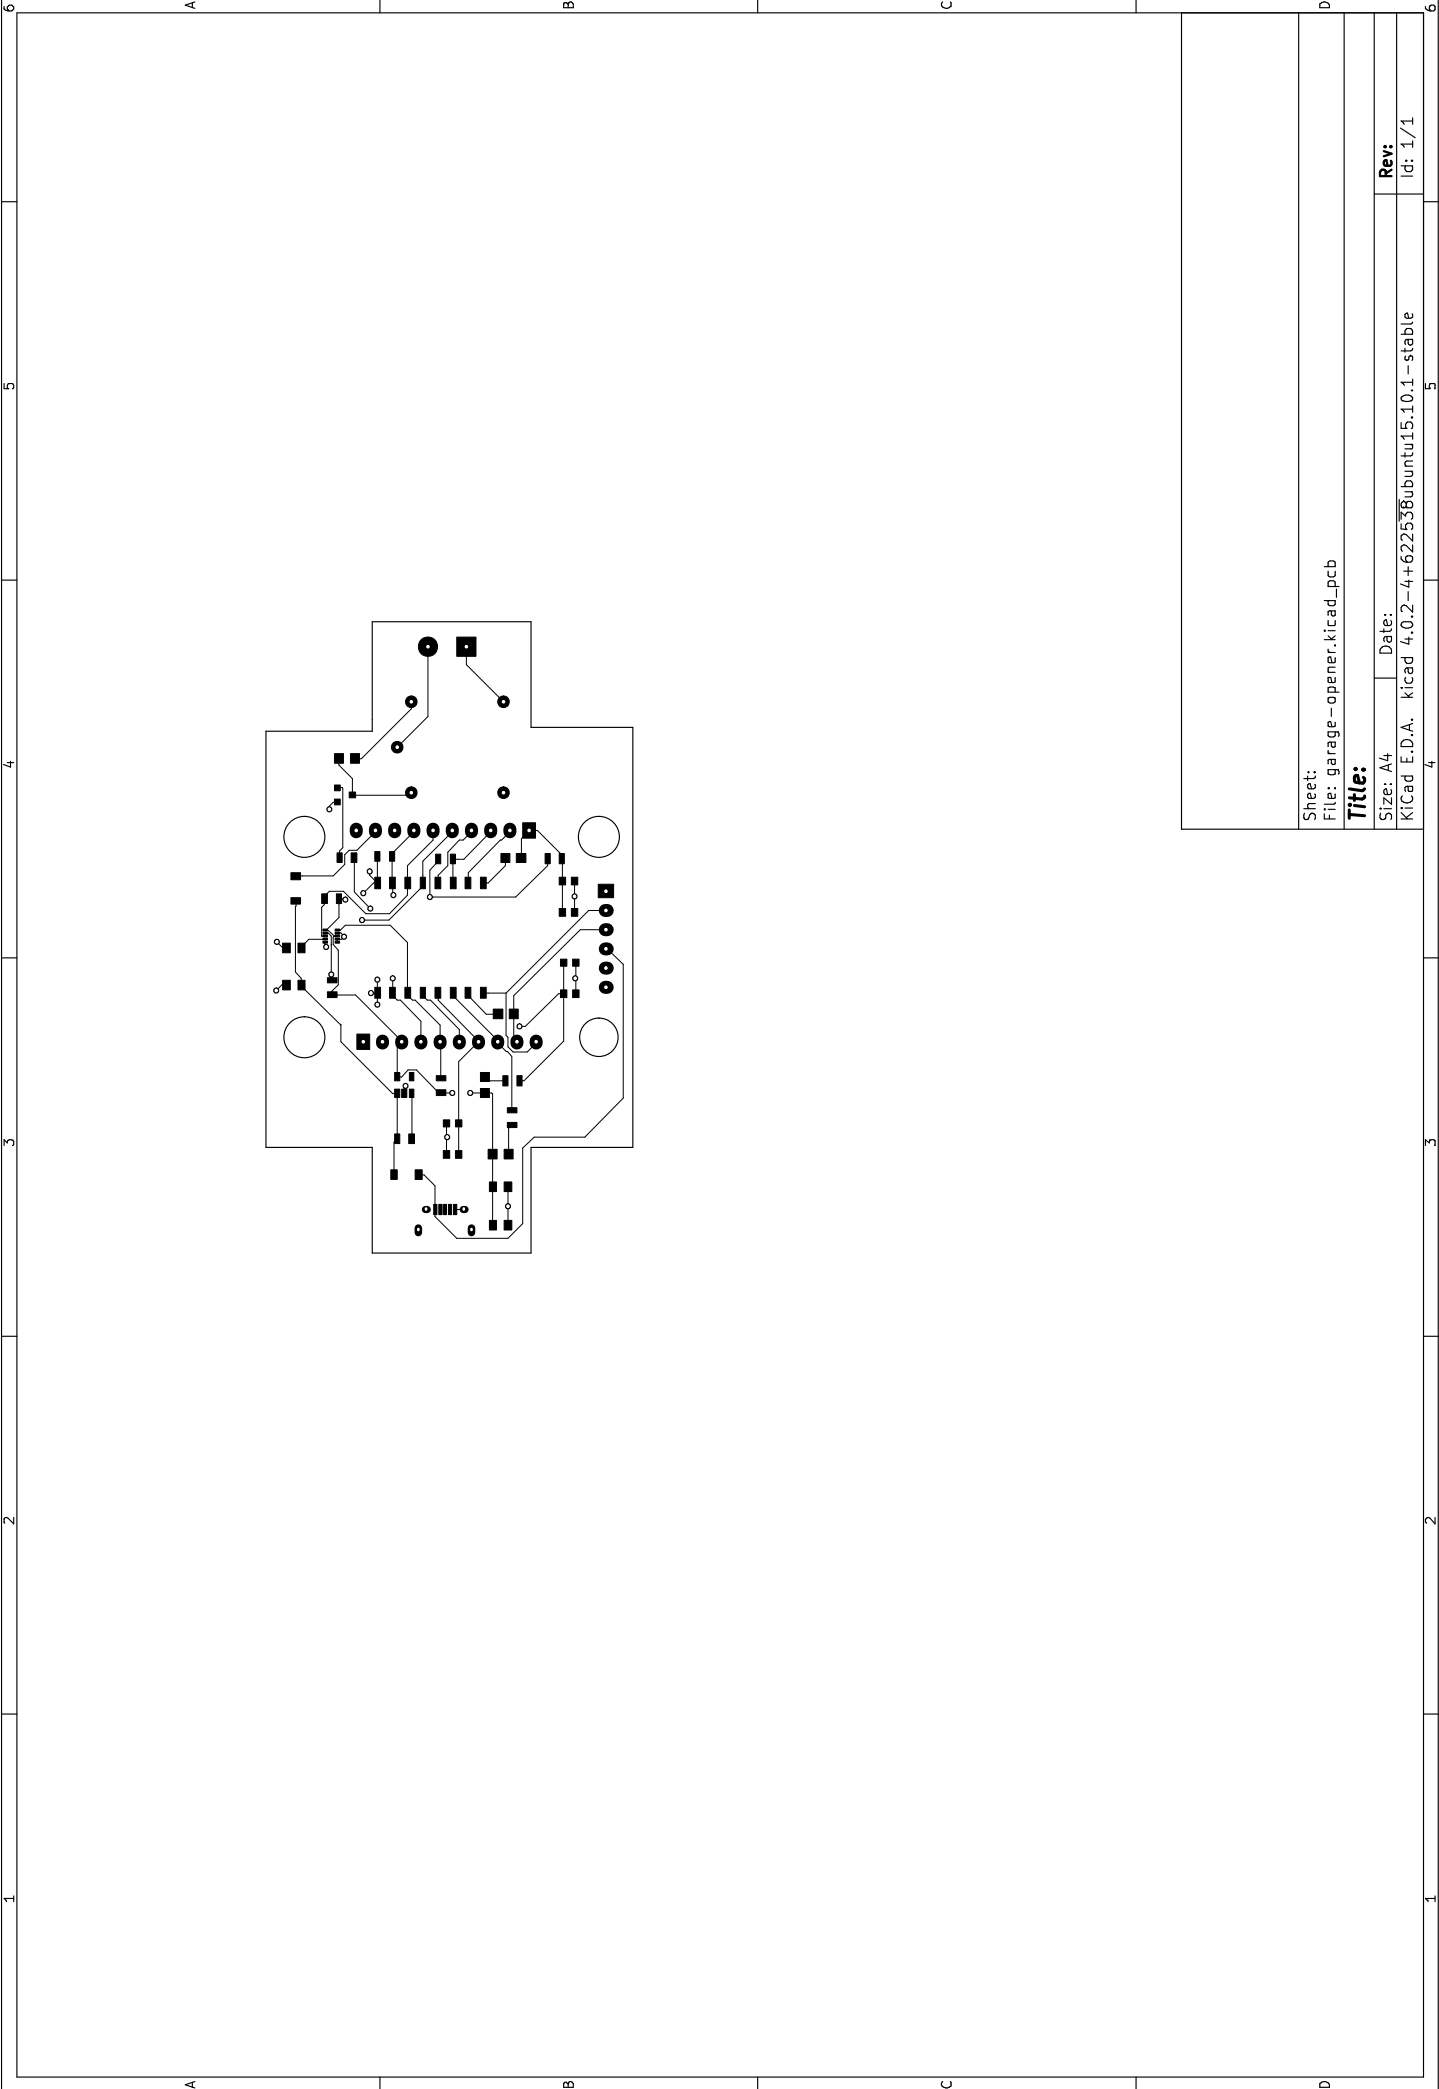 6
A
B
C
D
6
5
5
4
4
3
3
2
2
1
1
A
B
C
D
Sheet:
File: garage-opener.kicad_pcb
Title:
Size: A4
Date:
Rev:
KiCad E.D.A. kicad 4.0.2-4+6225~38~ubuntu15.10.1-stable
Id: 1/1